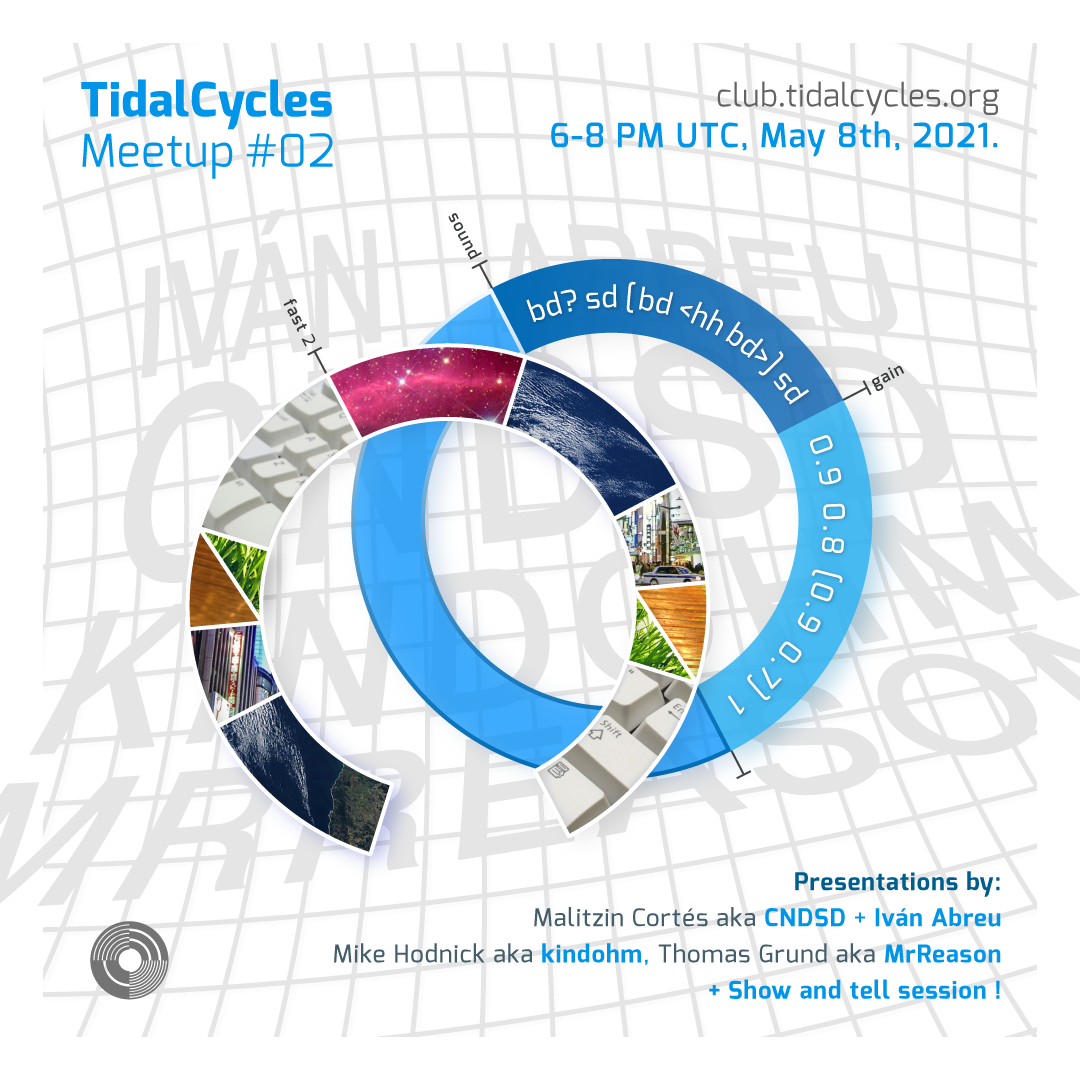 TidalCycles
Meetup #02
club.tidalcycles.org
6-8 PM UTC, May 8th, 2021.
IVÁN ABREU
CNDSD
KINDOHM
MRREASON
sound
fast 2
bd? sd [bd <hh bd>] sd
gain
0.9 0.8 [0.9 0.7] 1
Shift
Presentations by:
Malitzin Cortés aka CNDSD + Iván Abreu
Mike Hodnick aka kindohm, Thomas Grund aka MrReason
+ Show and tell session !